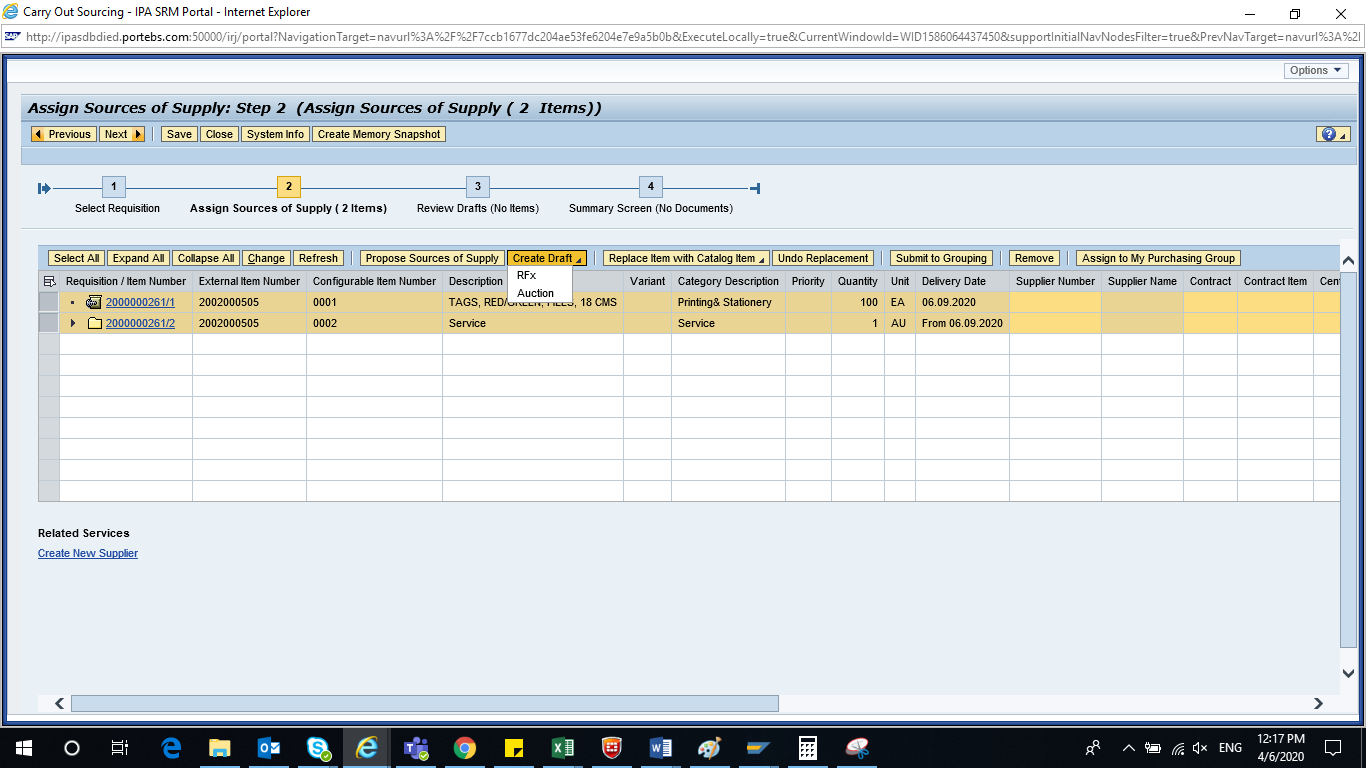 Carry Out Sourcing - IPA SRM Portal - Internet Explorer
http://ipasdbdied.portebs.com:50000/irj/portal?NavigationTarget=navurl%3A%2F%2F7ccb1677dc204ae53fe6204e7e9a5b0b&ExecuteLocally=true&CurrentWindowId=WID1586064437450&supportInitialNavNodesFilter=true&PrevNavTarget=navurl%3A%2
Options
Assign Sources of Supply: Step 2 (Assign Sources of Supply ( 2 Items))
Previous Next Save Close System Info Create Memory Snapshot ?
1 2 3 4
Select Requisition Assign Sources of Supply ( 2 Items) Review Drafts (No Items) Summary Screen (No Documents)
Select All Expand All Collapse All Change Refresh Propose Sources of Supply Create Draft Replace Item with Catalog Item Undo Replacement Submit to Grouping Remove Assign to My Purchasing Group
RFx
Auction
Requisition / Item Number External Item Number Configurable Item Number Description Variant Category Description Priority Quantity Unit Delivery Date Supplier Number Supplier Name Contract Contract Item Cen
2000000261/1 2002000505 0001 TAGS, RED/GREEN, FILES, 18 CMS Printing& Stationery 100 EA 06.09.2020
2000000261/2 2002000505 0002 Service Service 1 AU From 06.09.2020
Related Services
Create New Supplier
ENG
12:17 PM
4/6/2020